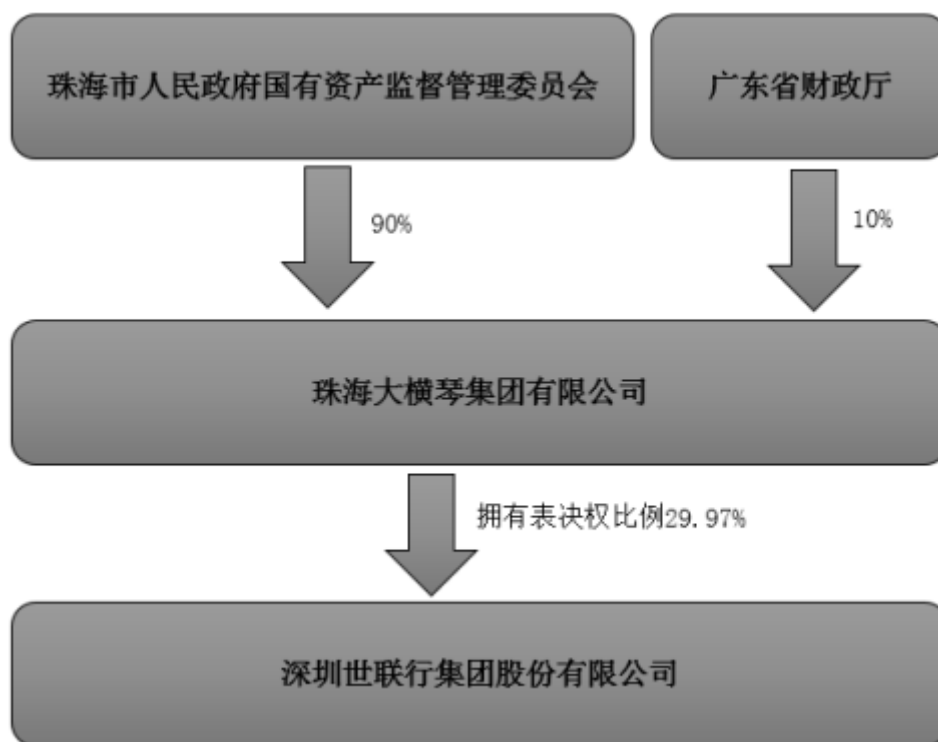 珠海市人民政府国有资产监督管理委员会
广东省财政厅
90%
10%
珠海大横琴集团有限公司
拥有表决权比例29.97%
深圳世联行集团股份有限公司